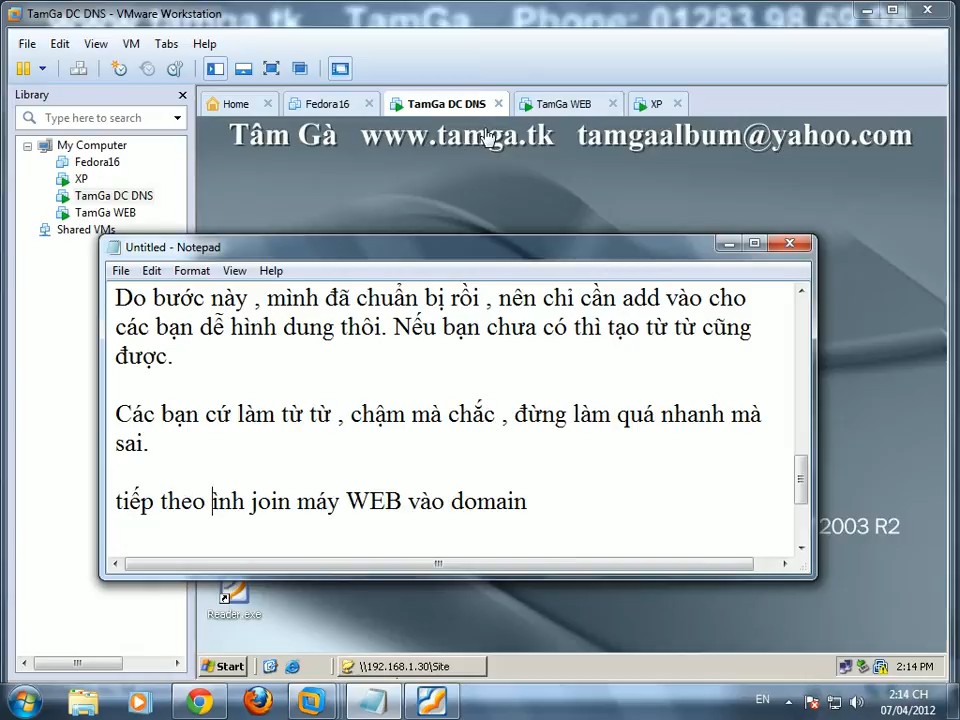 TamGa DC DNS - VMware Workstation
File Edit View VM Tabs Help
Library
Type here to search
My Computer
Fedora16
XP
TamGa DC DNS
TamGa WEB
Shared VMs
Home Fedora16 TamGa DC DNS TamGa WEB XP
Tâm Gà www.tamga.tk tamgaalbum@yahoo.com
Untitled - Notepad
File Edit Format View Help
Do bước này , mình đã chuẩn bị rồi , nên chỉ cần add vào cho
các bạn dễ hình dung thôi. Nếu bạn chưa có thì tạo từ từ cũng
được.
Các bạn cứ làm từ từ , chậm mà chắc , đừng làm quá nhanh mà
sai.
tiếp theo ình join máy WEB vào domain
2003 R2
Readar.exe
Start \\192.168.1.30\Site 2:14 PM
EN 2:14 CH
07/04/2012